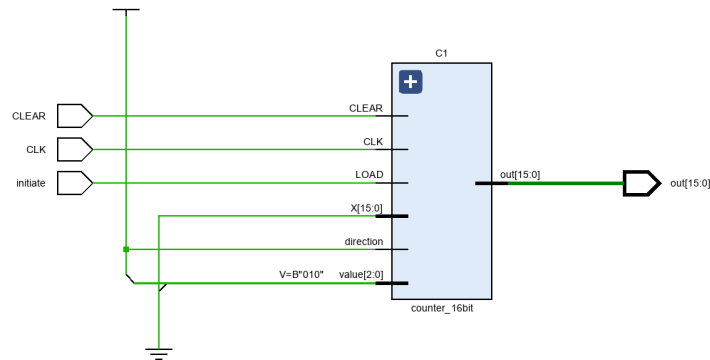 C1
CLEAR
CLEAR
CLK
CLK
initiate
LOAD
out[15:0]
out[15:0]
X[15:0]
direction
V=B"010"
value[2:0]
counter_16bit